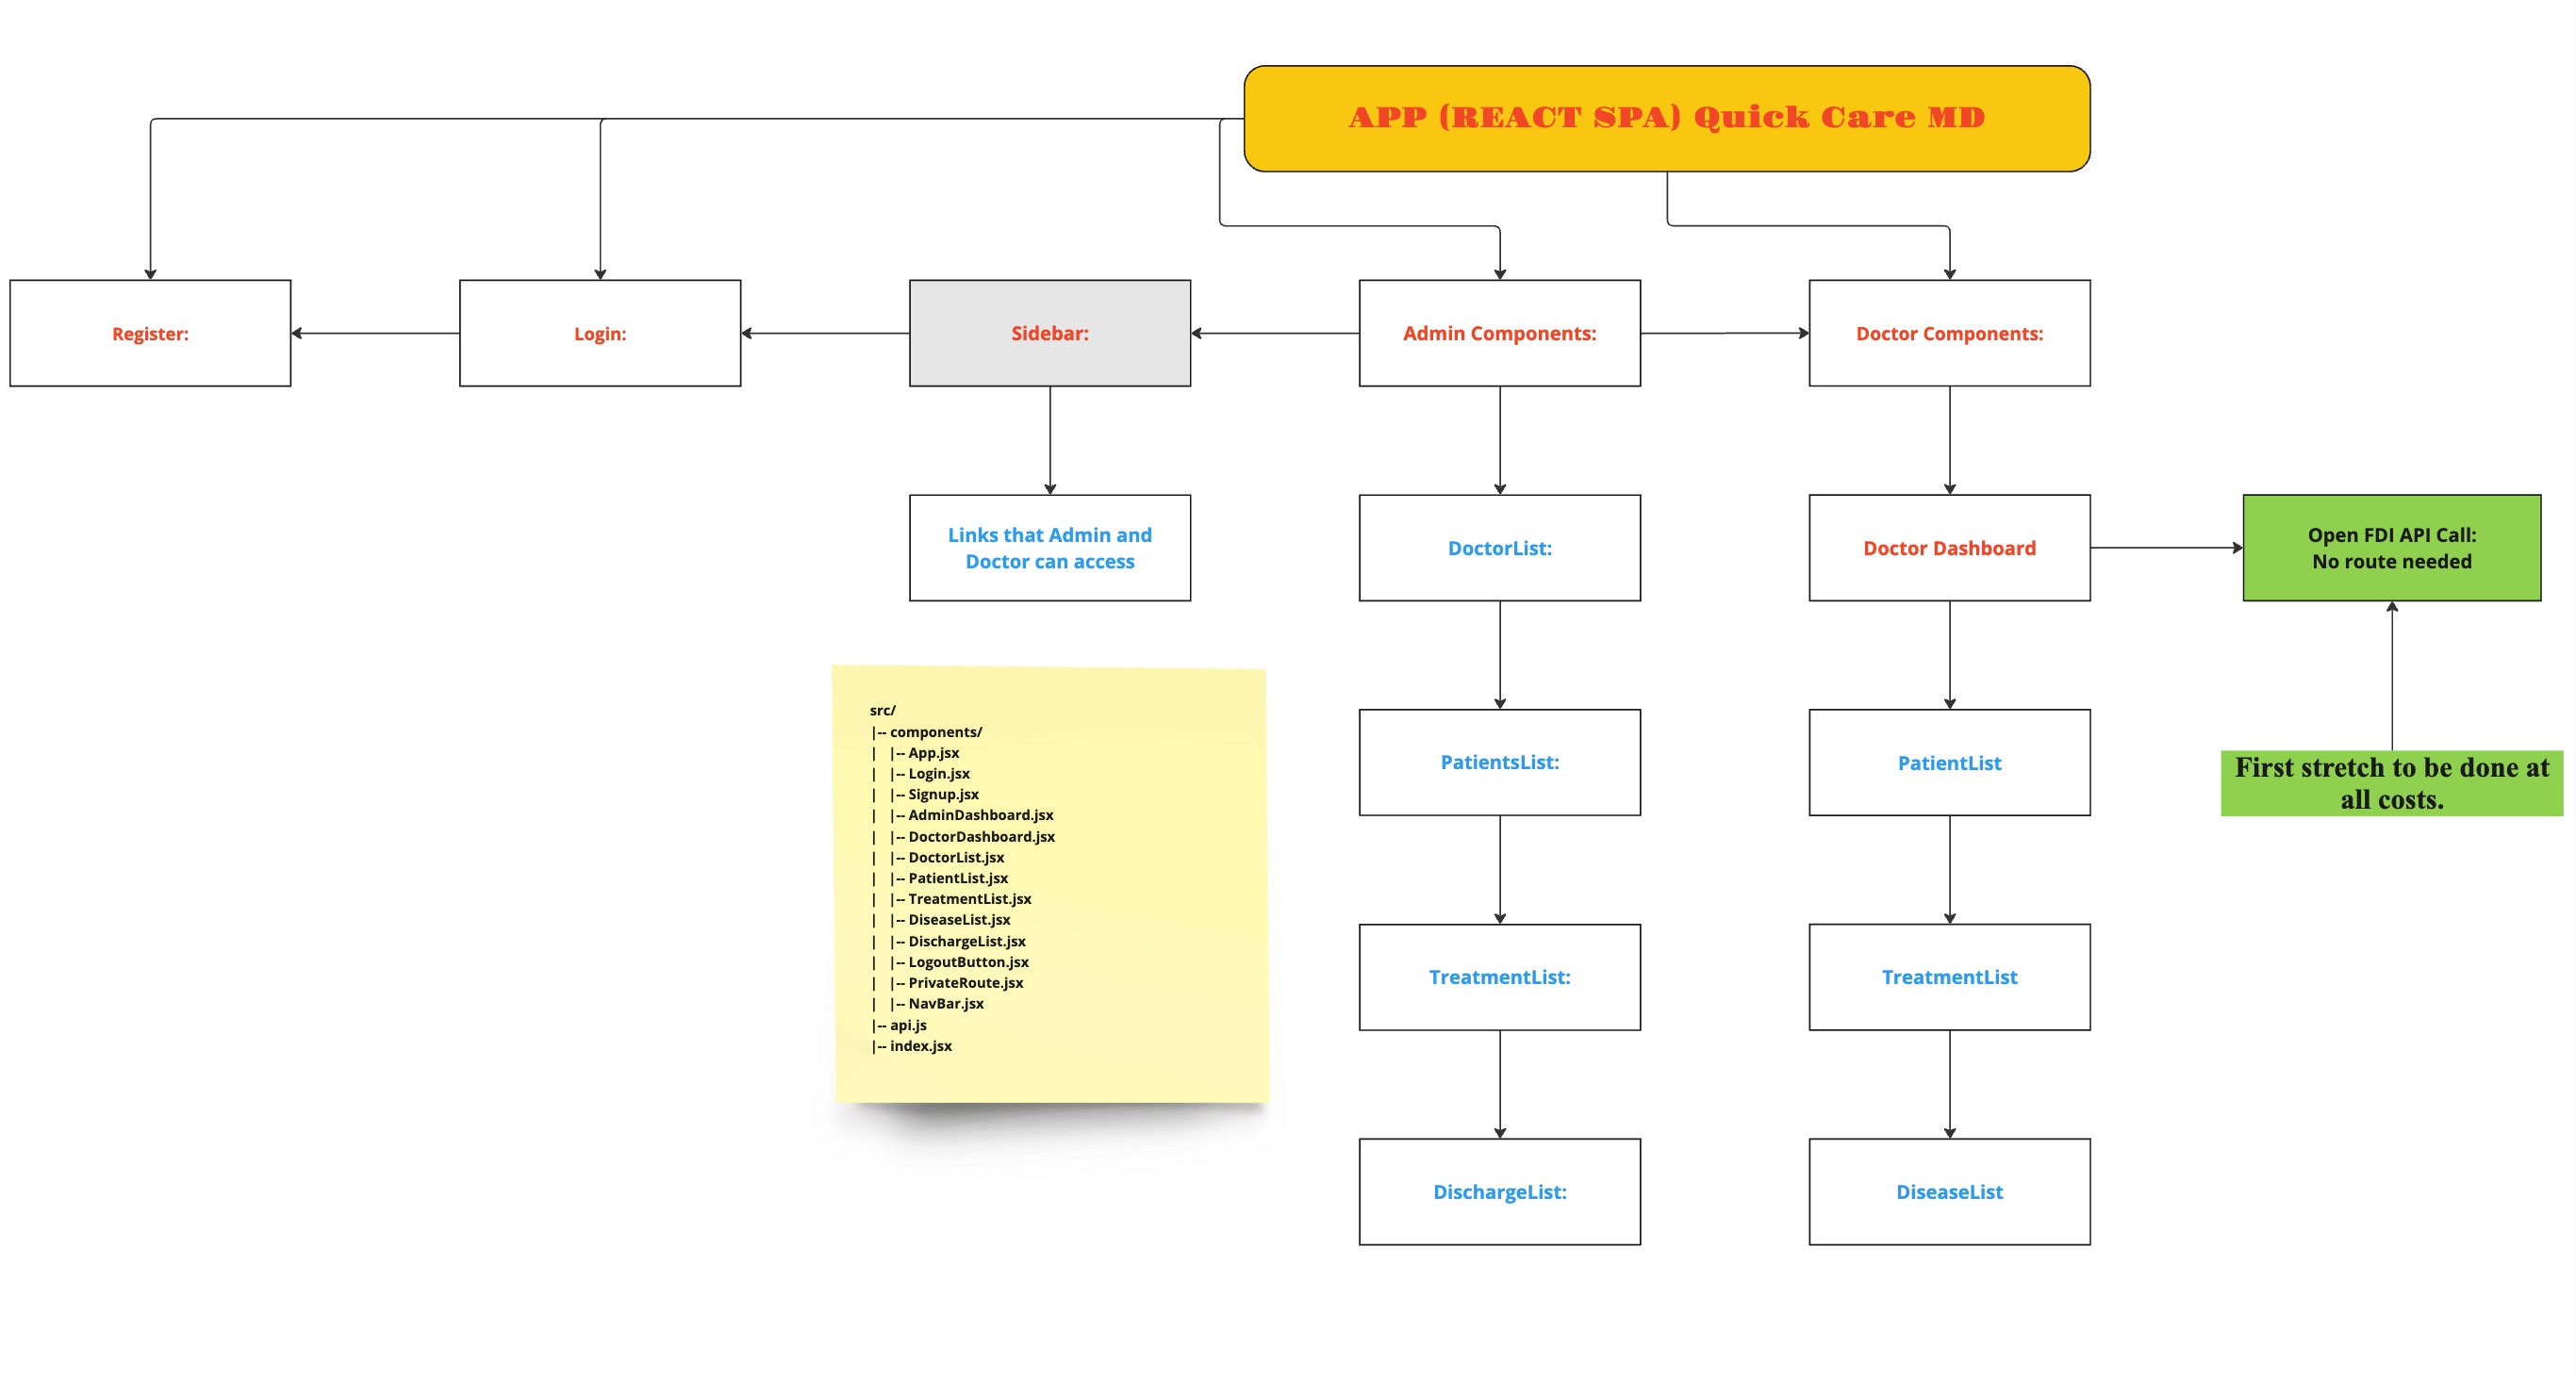 APP (REACT SPA) Quick Care MD
Register:
Login:
Sidebar:
Admin Components:
Doctor Components:
Links that Admin and
Doctor can access
DoctorList:
Doctor Dashboard
Open FDI API Call:
No route needed
src/
|-- components/
|   |-- App.jsx
|   |-- Login.jsx
|   |-- Signup.jsx
|   |-- AdminDashboard.jsx
|   |-- DoctorDashboard.jsx
|   |-- DoctorList.jsx
|   |-- PatientList.jsx
|   |-- TreatmentList.jsx
|   |-- DiseaseList.jsx
|   |-- DischargeList.jsx
|   |-- LogoutButton.jsx
|   |-- PrivateRoute.jsx
|   |-- NavBar.jsx
|-- api.js
|-- index.jsx
PatientsList:
PatientList
First stretch to be done at
all costs.
TreatmentList:
TreatmentList
DischargeList:
DiseaseList